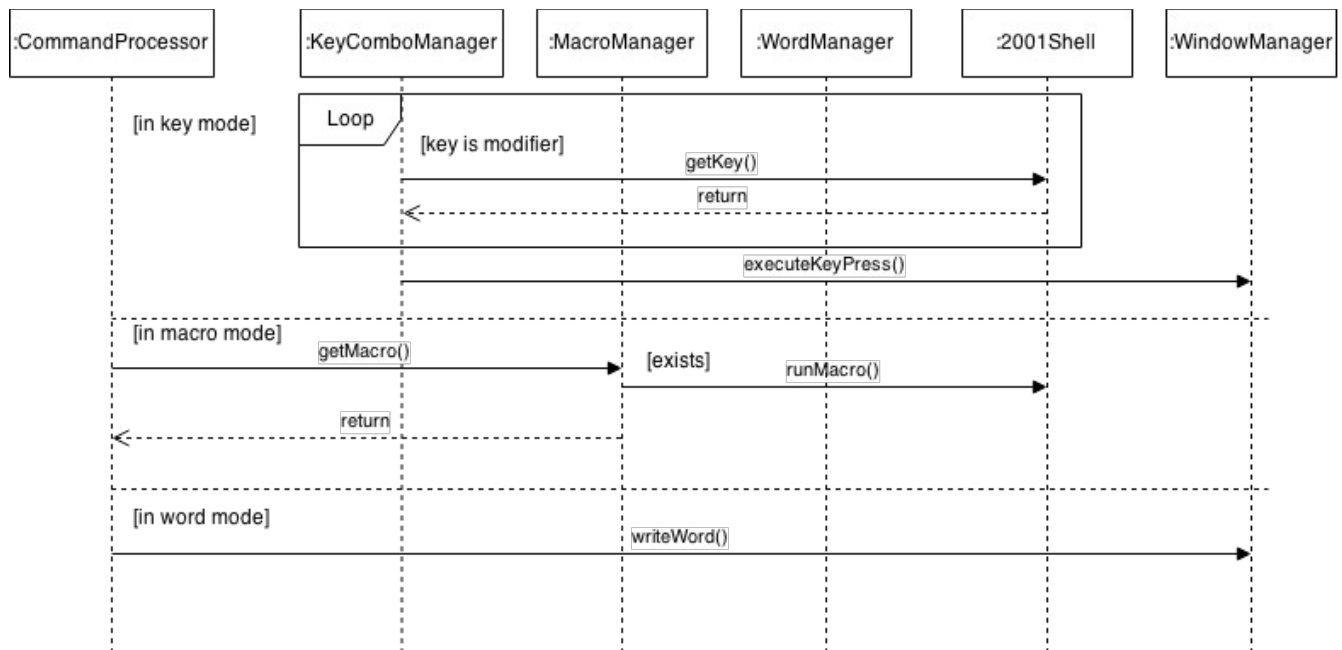 :CommandProcessor
:KeyComboManager
:MacroManager
:WordManager
:2001Shell
:WindowManager
[in key mode]
Loop
[key is modifier]
getKey()
return
executeKeyPress()
[in macro mode]
getMacro()
[exists]
runMacro()
return
[in word mode]
writeWord()